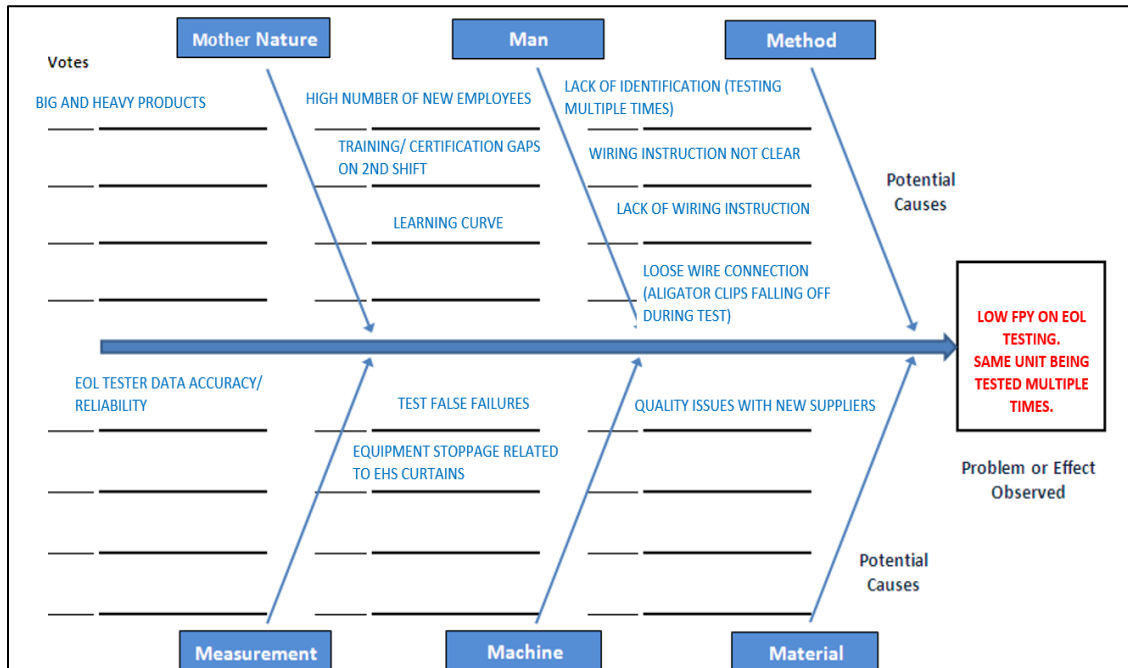 Mother Nature
Man
Method
Votes
BIG AND HEAVY PRODUCTS
HIGH NUMBER OF NEW EMPLOYEES
LACK OF IDENTIFICATION (TESTING
MULTIPLE TIMES)
TRAINING/ CERTIFICATION GAPS
ON 2ND SHIFT
WIRING INSTRUCTION NOT CLEAR
Potential
Causes
LEARNING CURVE
LACK OF WIRING INSTRUCTION
LOOSE WIRE CONNECTION
(ALIGATOR CLIPS FALLING OFF
DURING TEST)
LOW FPY ON EOL
TESTING.
SAME UNIT BEING
TESTED MULTIPLE
TIMES.
EOL TESTER DATA ACCURACY/
RELIABILITY
TEST FALSE FAILURES
QUALITY ISSUES WITH NEW SUPPLIERS
EQUIPMENT STOPPAGE RELATED
TO EHS CURTAINS
Problem or Effect
Observed
Potential
Causes
Measurement
Machine
Material